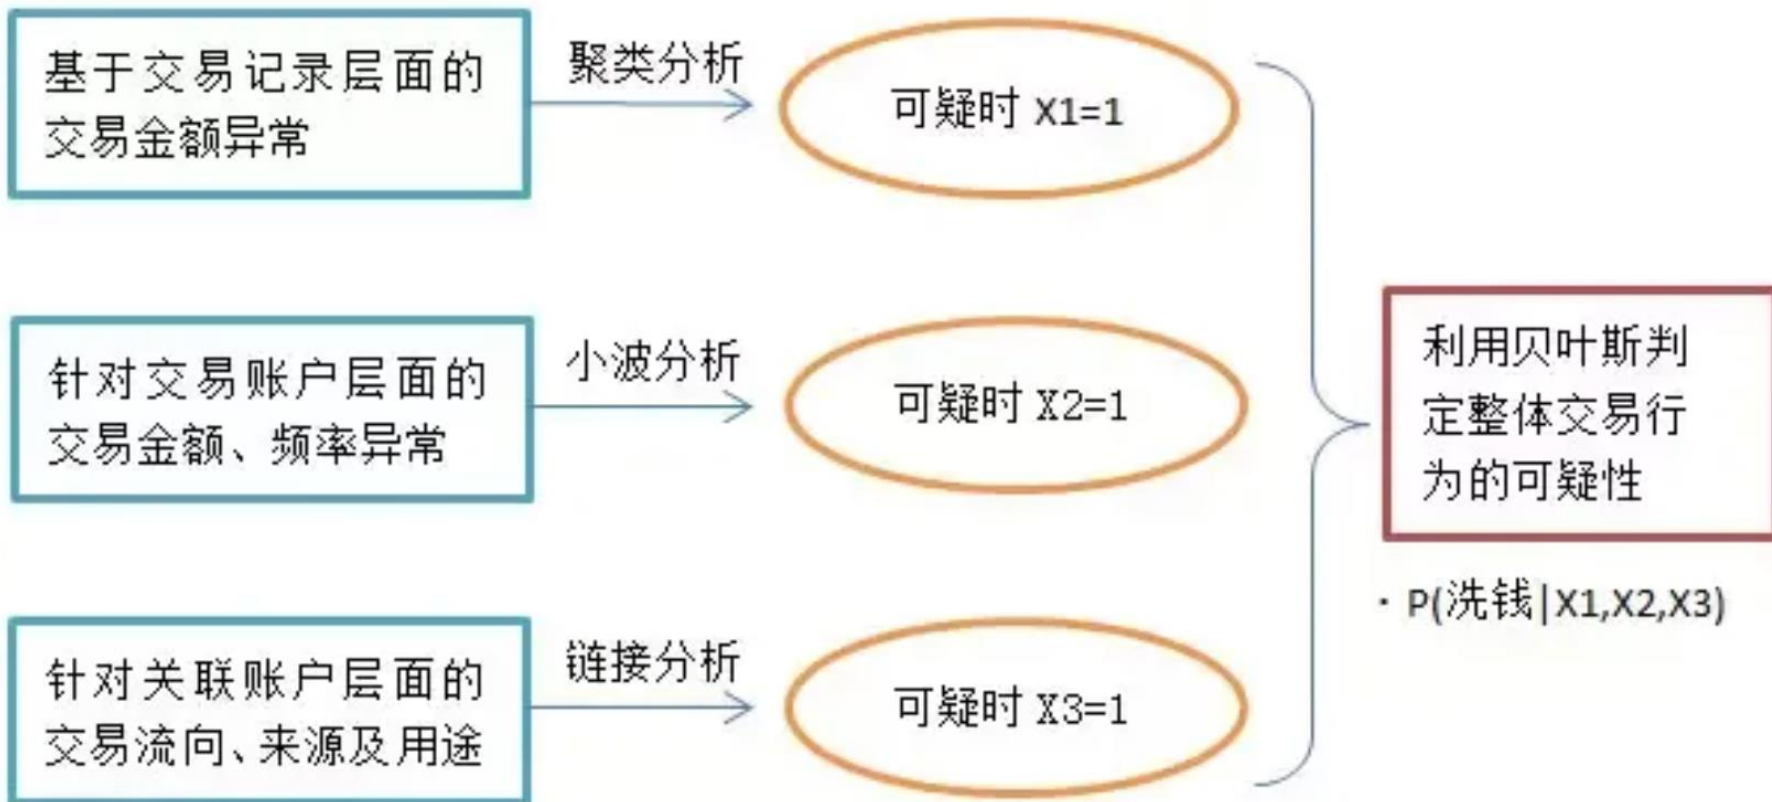 基于交易记录层面的
交易金额异常
聚类分析
可疑时 X1=1
针对交易账户层面的
交易金额、频率异常
小波分析
可疑时 X2=1
针对关联账户层面的
交易流向、来源及用途
链接分析
可疑时 X3=1
利用贝叶斯判
定整体交易行
为的可疑性
· P(洗钱|X1,X2,X3)